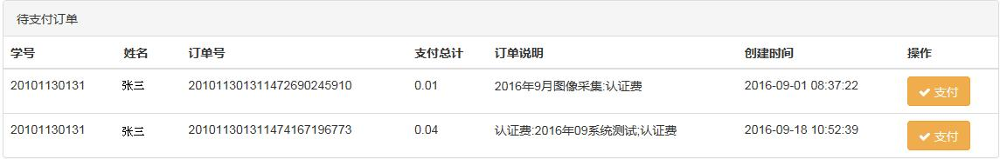 待支付订单
学号 姓名 订单号 支付总计 订单说明 创建时间 操作
20101130131 张三 201011301311472690245910 0.01 2016年9月图像采集:认证费 2016-09-01 08:37:22 支付
20101130131 张三 201011301311474167196773 0.04 认证费:2016年09系统测试;认证费 2016-09-18 10:52:39 支付